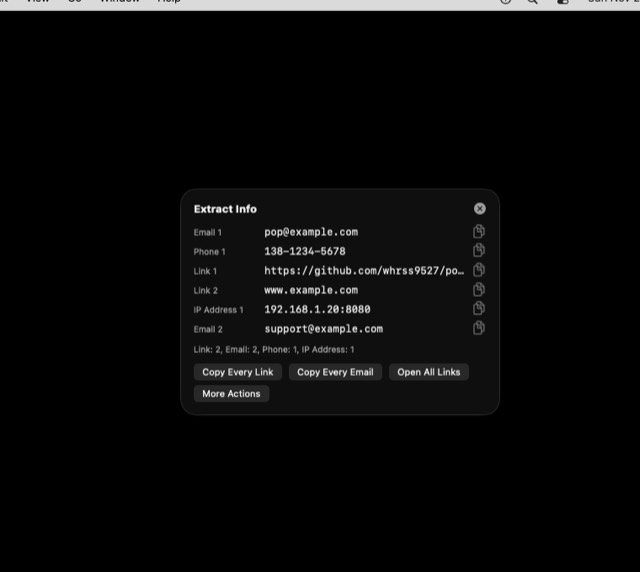 View Go Window Help Sun Nov 2
Extract Info
Email 1 pop@example.com
Phone 1 138-1234-5678
Link 1 https://github.com/whrss9527/po…
Link 2 www.example.com
IP Address 1 192.168.1.20:8080
Email 2 support@example.com
Link: 2, Email: 2, Phone: 1, IP Address: 1
Copy Every Link Copy Every Email Open All Links
More Actions